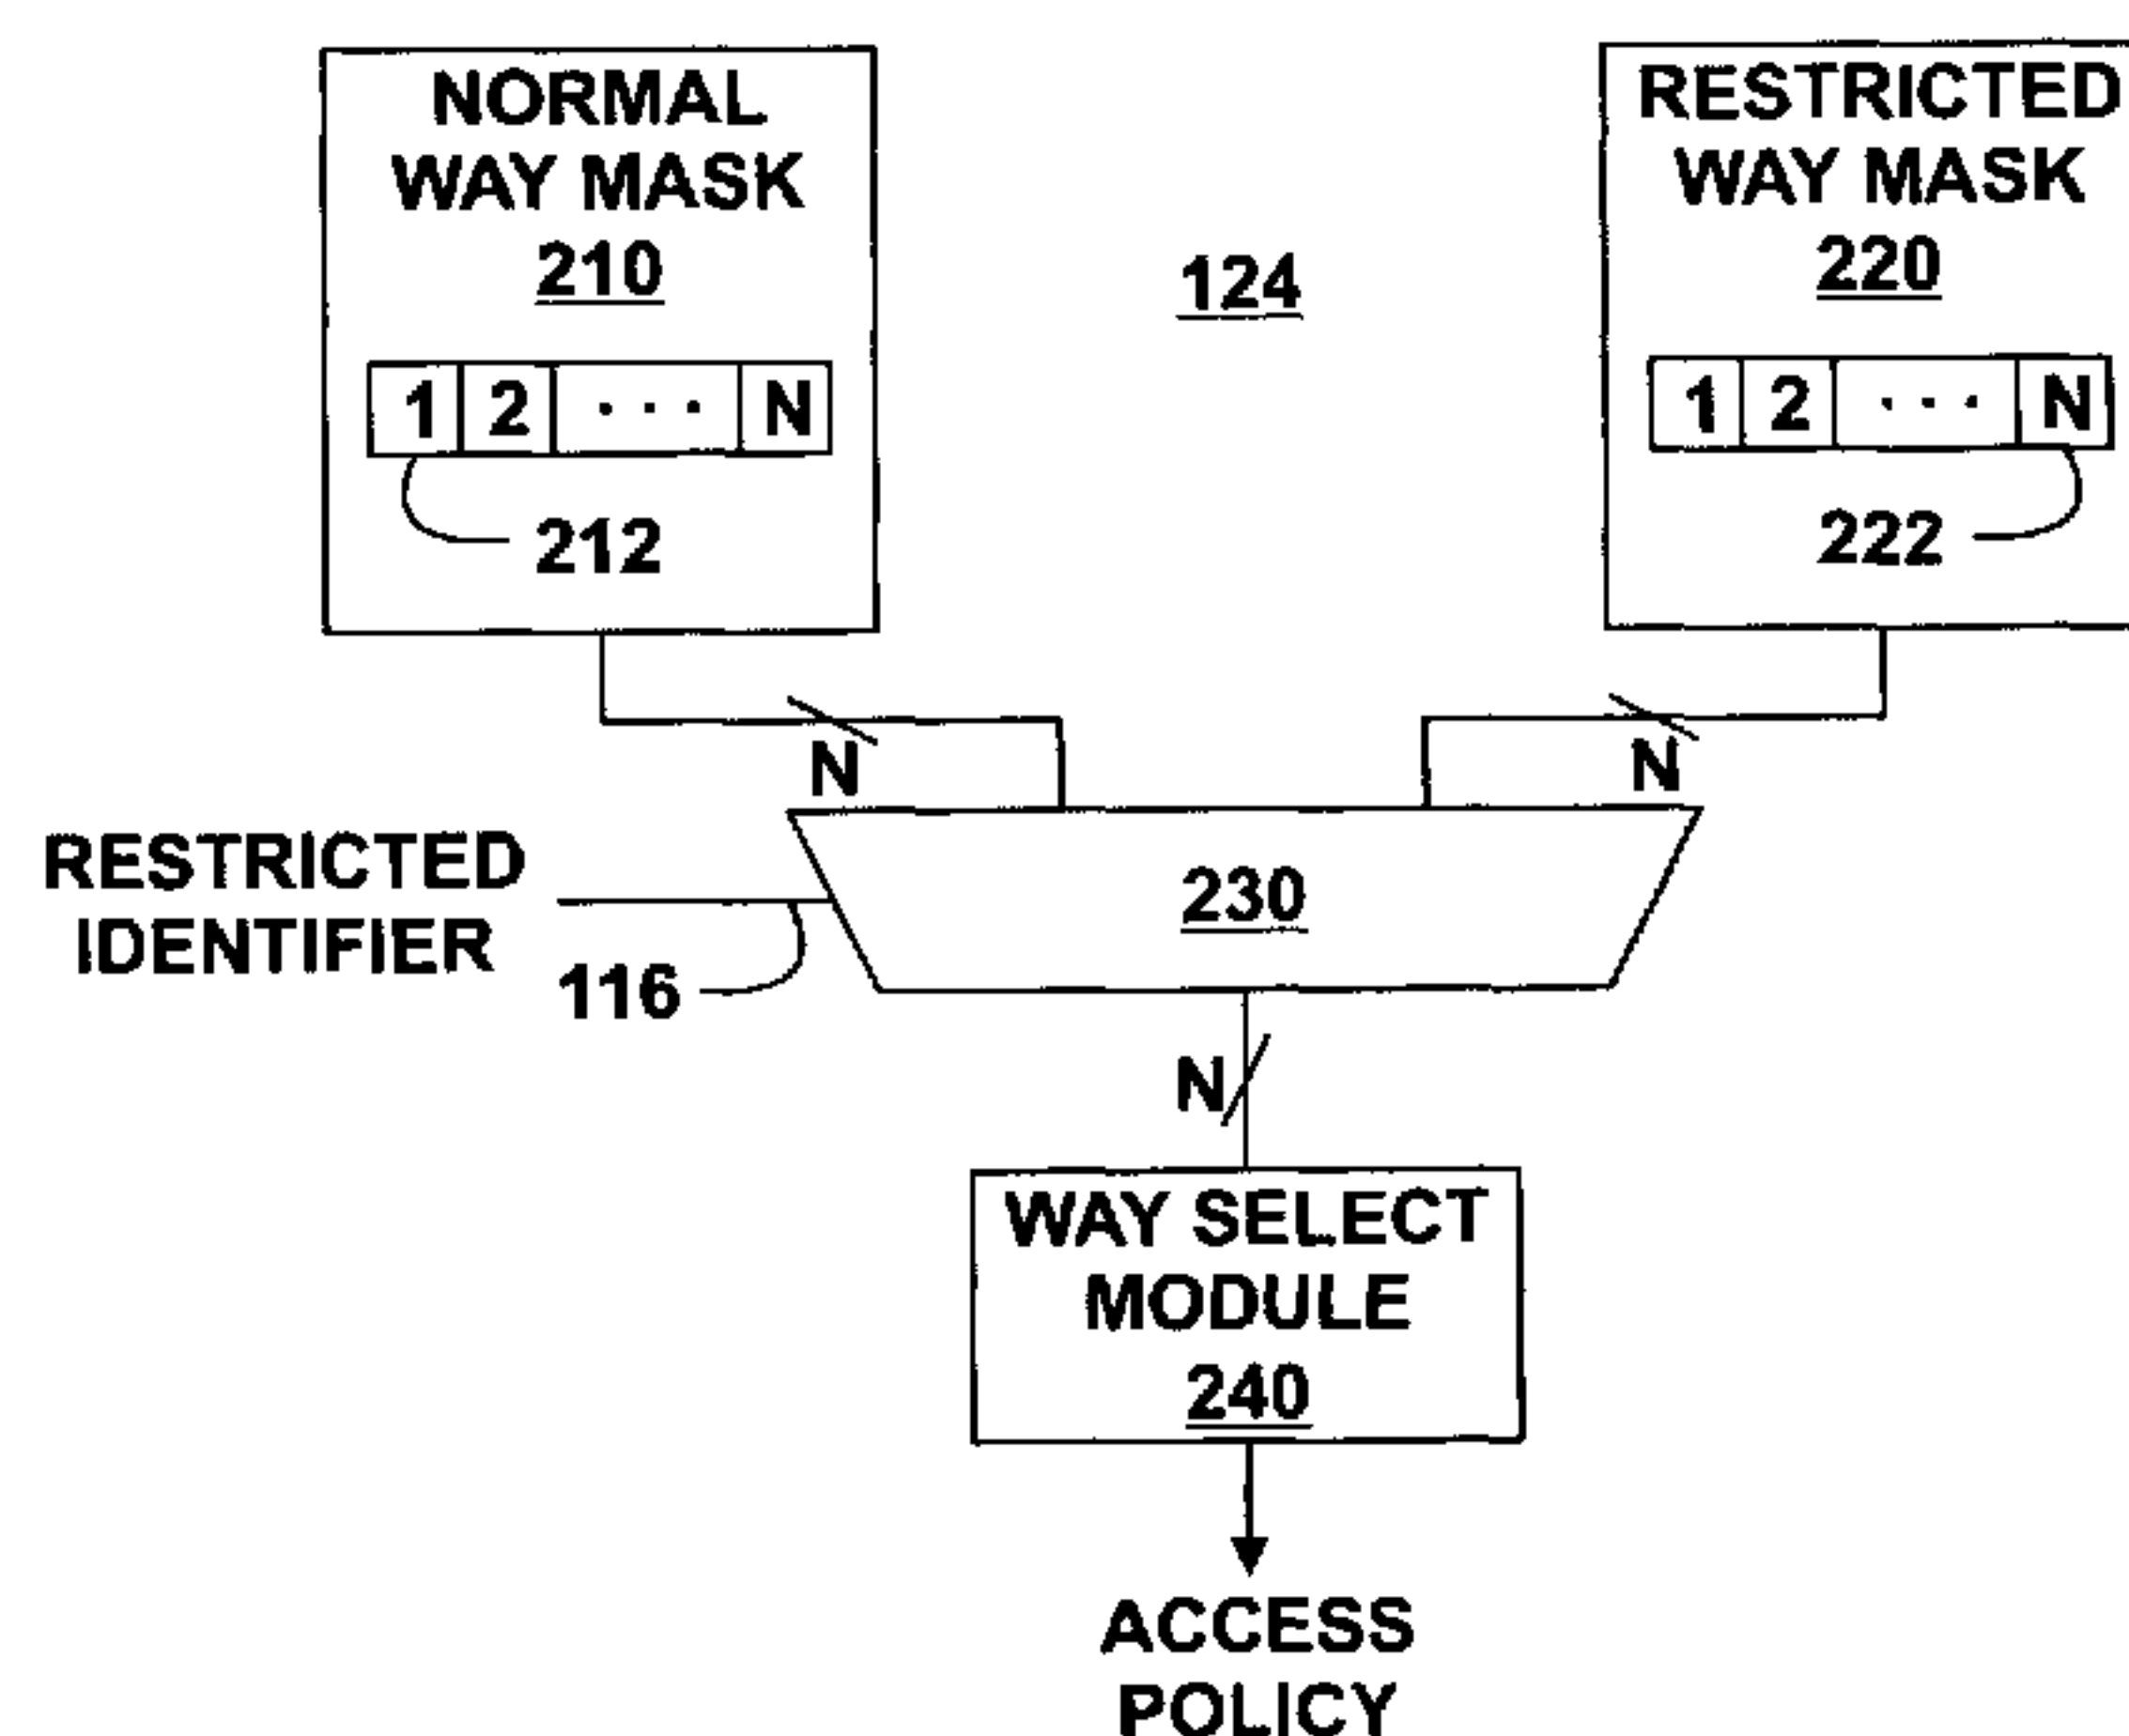 NORMAL
WAY MASK
210
1 2 . . . N
212
124
RESTRICTED
WAY MASK
220
1 2 . . . N
222
N
N
RESTRICTED
IDENTIFIER
116
230
N
WAY SELECT
MODULE
240
ACCESS
POLICY